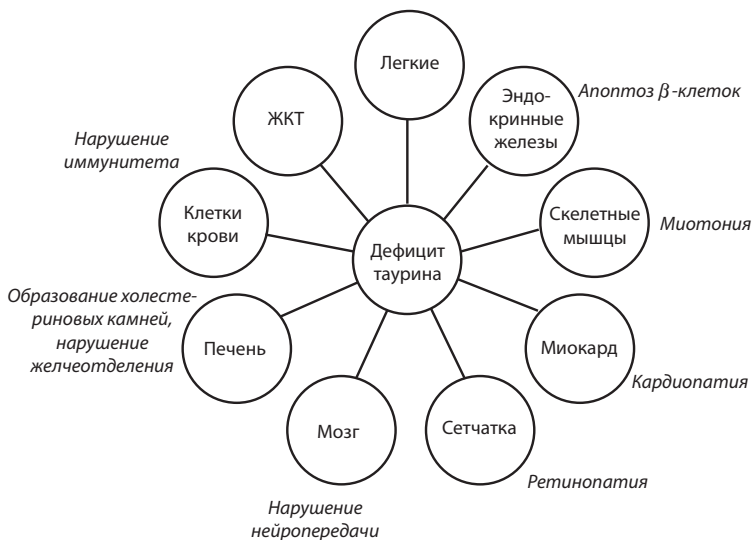 Легкие
Эндо-
кринные
железы
Апоптоз β-клеток
ЖКТ
Нарушение
иммунитета
Клетки
крови
Скелетные
мышцы
Миотония
Дефицит
таурина
Образование холесте-
риновых камней,
нарушение
желчеотделения
Печень
Миокард
Кардиопатия
Мозг
Сетчатка
Ретинопатия
Нарушение
нейропередачи